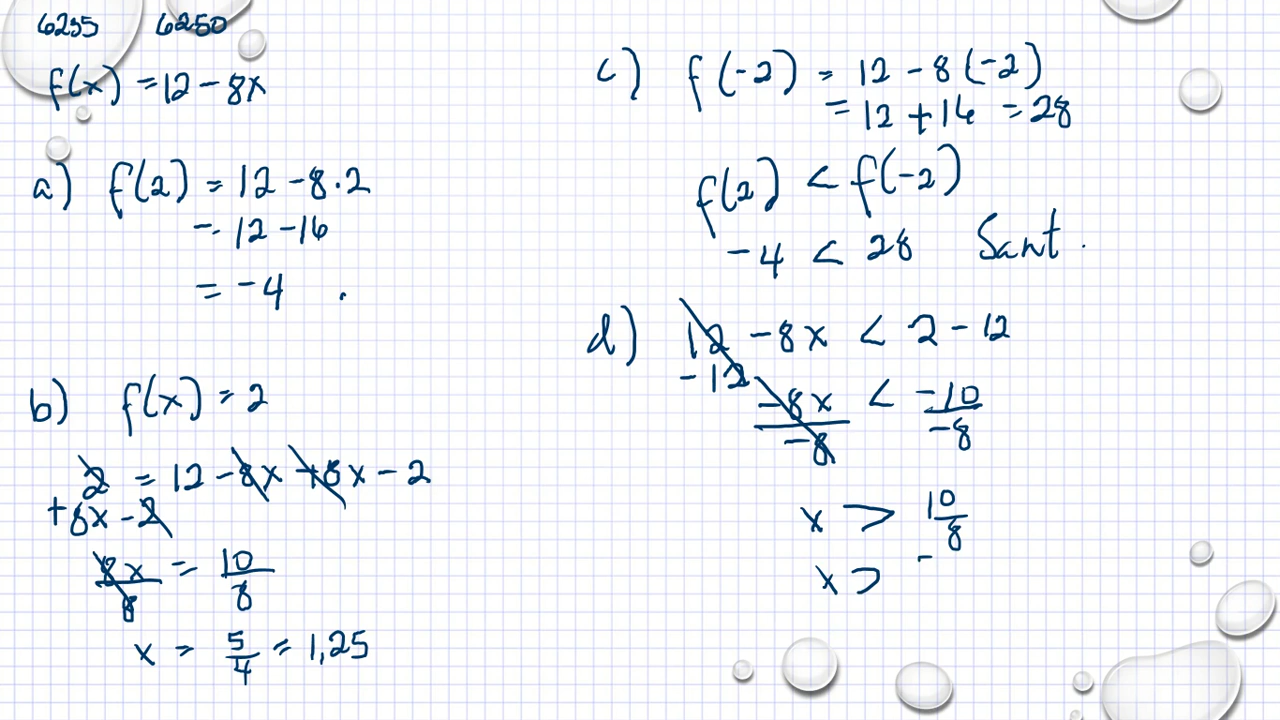 6235 6250
f(x) = 12 - 8x
a) f(2) = 12 - 8·2
= 12 - 16
= -4 .
b) f(x) = 2
2 = 12 - 8x + 8x - 2
+8x - 2
8x/8 = 10/8
x = 5/4 = 1,25
c) f(-2) = 12 - 8(-2)
= 12 + 16 = 28
f(2) < f(-2)
-4 < 28 Sant.
d) 12 - 8x < 2 - 12
-12
-8x/-8 < -10/-8
x > 10/8
x >